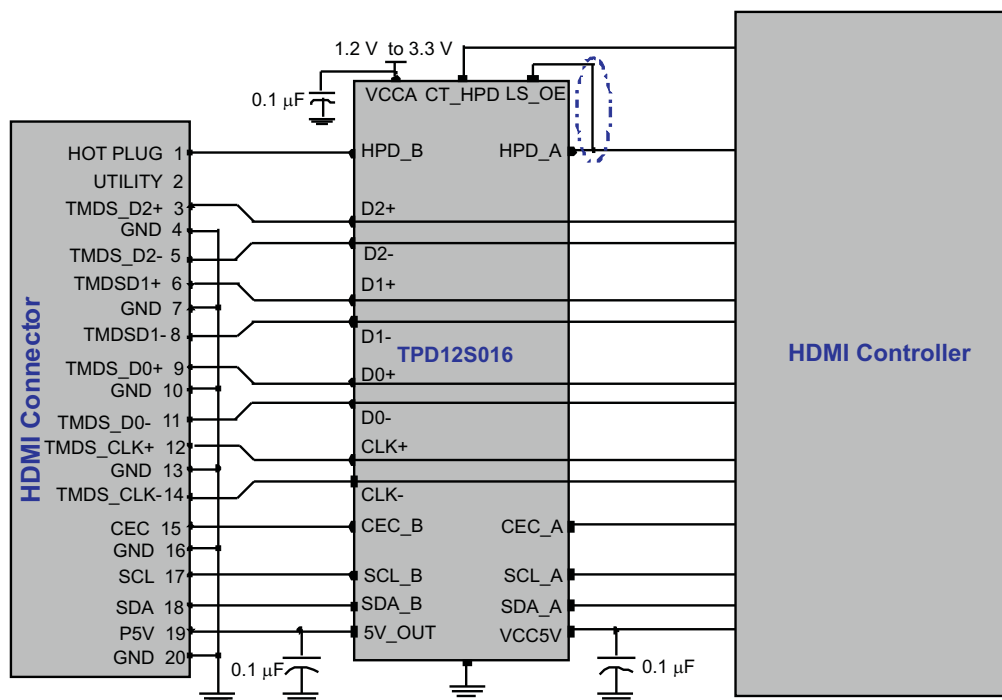 1.2 V to 3.3 V
0.1 µF
VCCA CT_HPD LS_OE
HDMI Connector
HOT PLUG 1
UTILITY 2
TMDS_D2+ 3
GND 4
TMDS_D2- 5
TMDSD1+ 6
GND 7
TMDSD1- 8
TMDS_D0+ 9
GND 10
TMDS_D0- 11
TMDS_CLK+ 12
GND 13
TMDS_CLK- 14
CEC 15
GND 16
SCL 17
SDA 18
P5V 19
GND 20
0.1 µF
HPD_B
D2+
D2-
D1+
D1-
TPD12S016
D0+
D0-
CLK+
CLK-
CEC_B
SCL_B
SDA_B
5V_OUT
HPD_A
CEC_A
SCL_A
SDA_A
VCC5V
0.1 µF
HDMI Controller